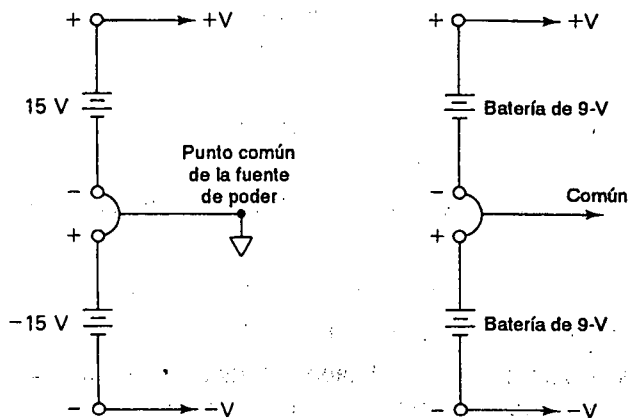 + +V
15 V
Punto común
de la fuente
de poder
-
+
-15 V
- -V
+ +V
Batería de 9-V
-
Común
+
Batería de 9-V
- -V